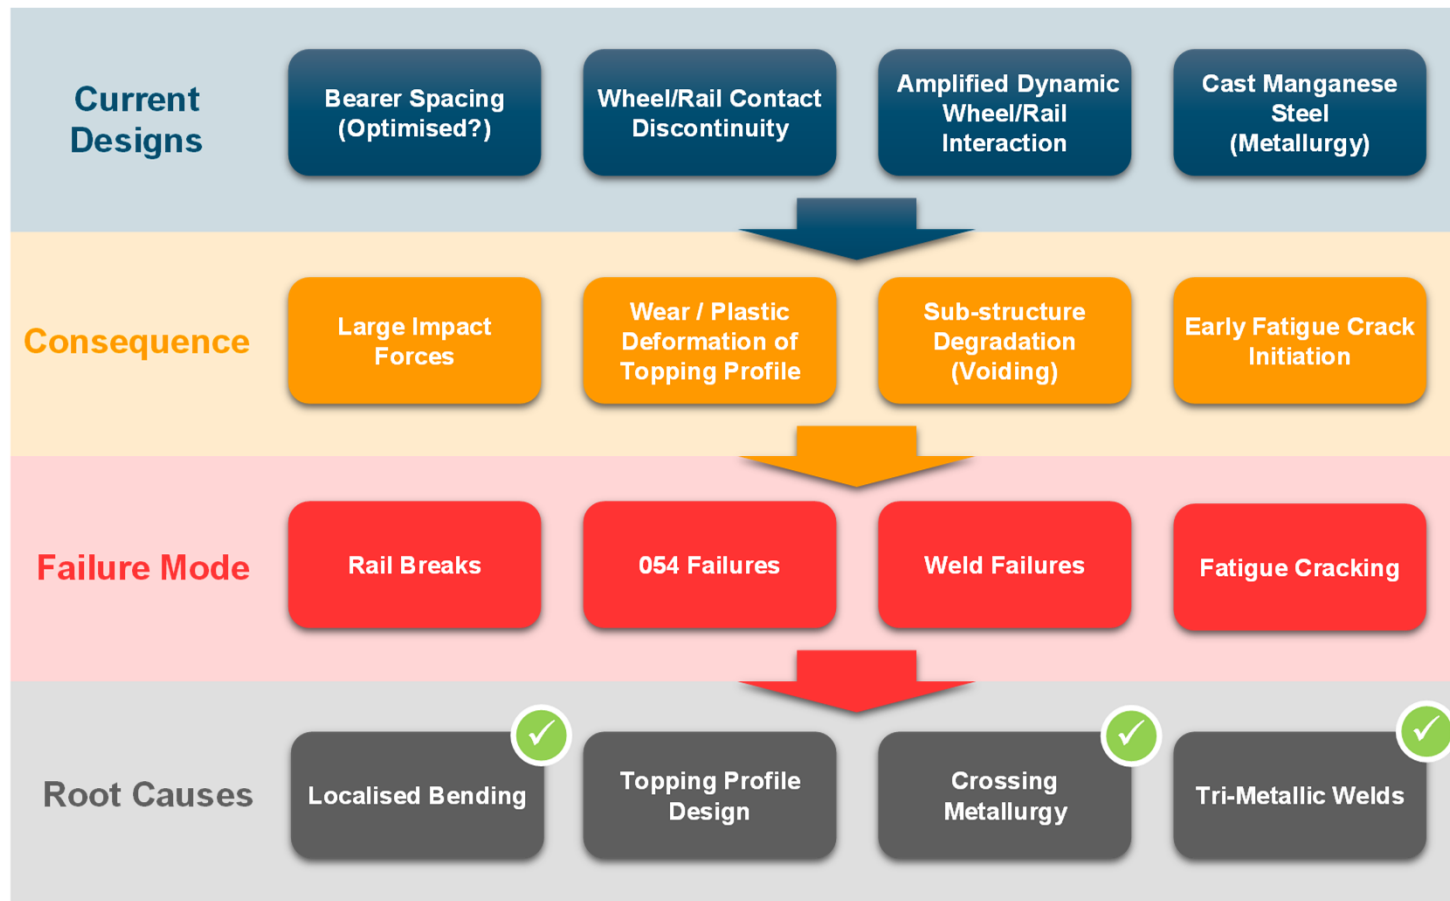 Current
Designs
Bearer Spacing
(Optimised?)
Wheel/Rail Contact
Discontinuity
Amplified Dynamic
Wheel/Rail
Interaction
Cast Manganese
Steel
(Metallurgy)
Consequence
Large Impact
Forces
Wear / Plastic
Deformation of
Topping Profile
Sub-structure
Degradation
(Voiding)
Early Fatigue Crack
Initiation
Failure Mode
Rail Breaks
054 Failures
Weld Failures
Fatigue Cracking
Root Causes
Localised Bending
Topping Profile
Design
Crossing
Metallurgy
Tri-Metallic Welds